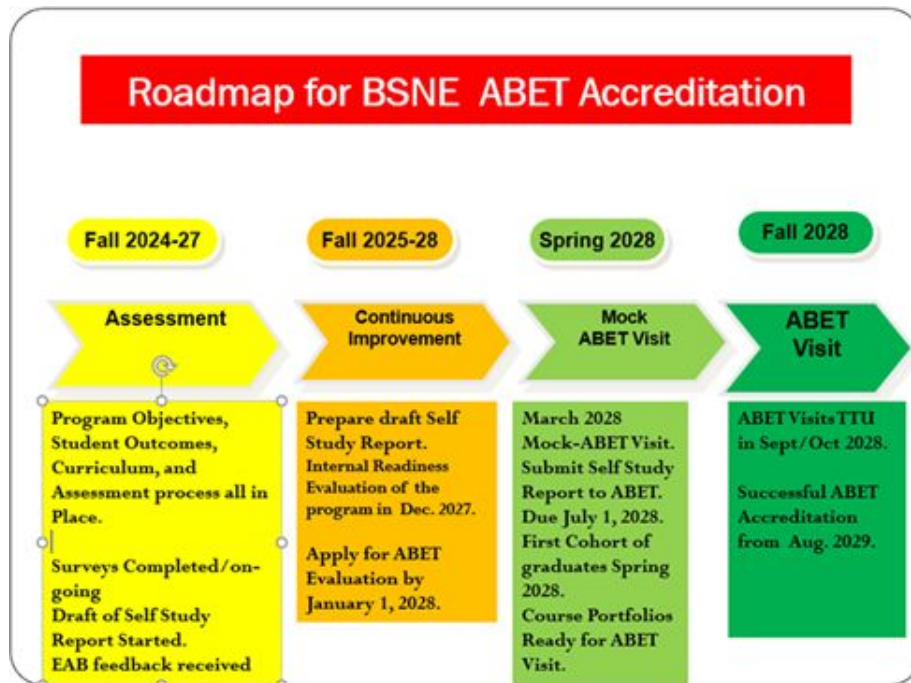 Roadmap for BSNE ABET Accreditation
Fall 2024-27
Fall 2025-28
Spring 2028
Fall 2028
Assessment
Continuous
Improvement
Mock
ABET Visit
ABET
Visit
Program Objectives,
Student Outcomes,
Curriculum, and
Assessment process all in
Place.
Surveys Completed/on-
going
Draft of Self Study
Report Started.
EAB feedback received
Prepare draft Self
Study Report.
Internal Readiness
Evaluation of the
program in Dec. 2027.
Apply for ABET
Evaluation by
January 1, 2028.
March 2028
Mock-ABET Visit.
Submit Self Study
Report to ABET.
Due July 1, 2028.
First Cohort of
graduates Spring
2028.
Course Portfolios
Ready for ABET
Visit.
ABET Visits TTU
in Sept/Oct 2028.
Successful ABET
Accreditation
from Aug. 2029.